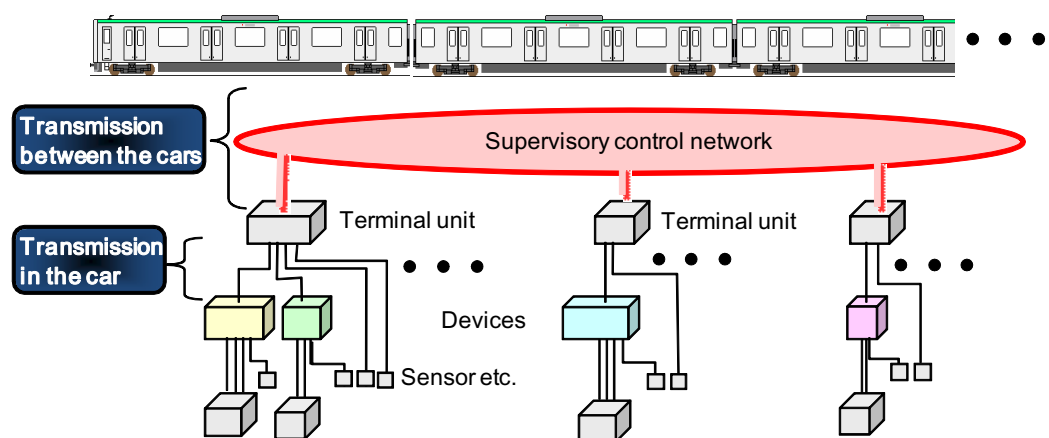 Transmission
between the cars
Supervisory control network
Terminal unit
Terminal unit
Transmission
in the car
Devices
Sensor etc.